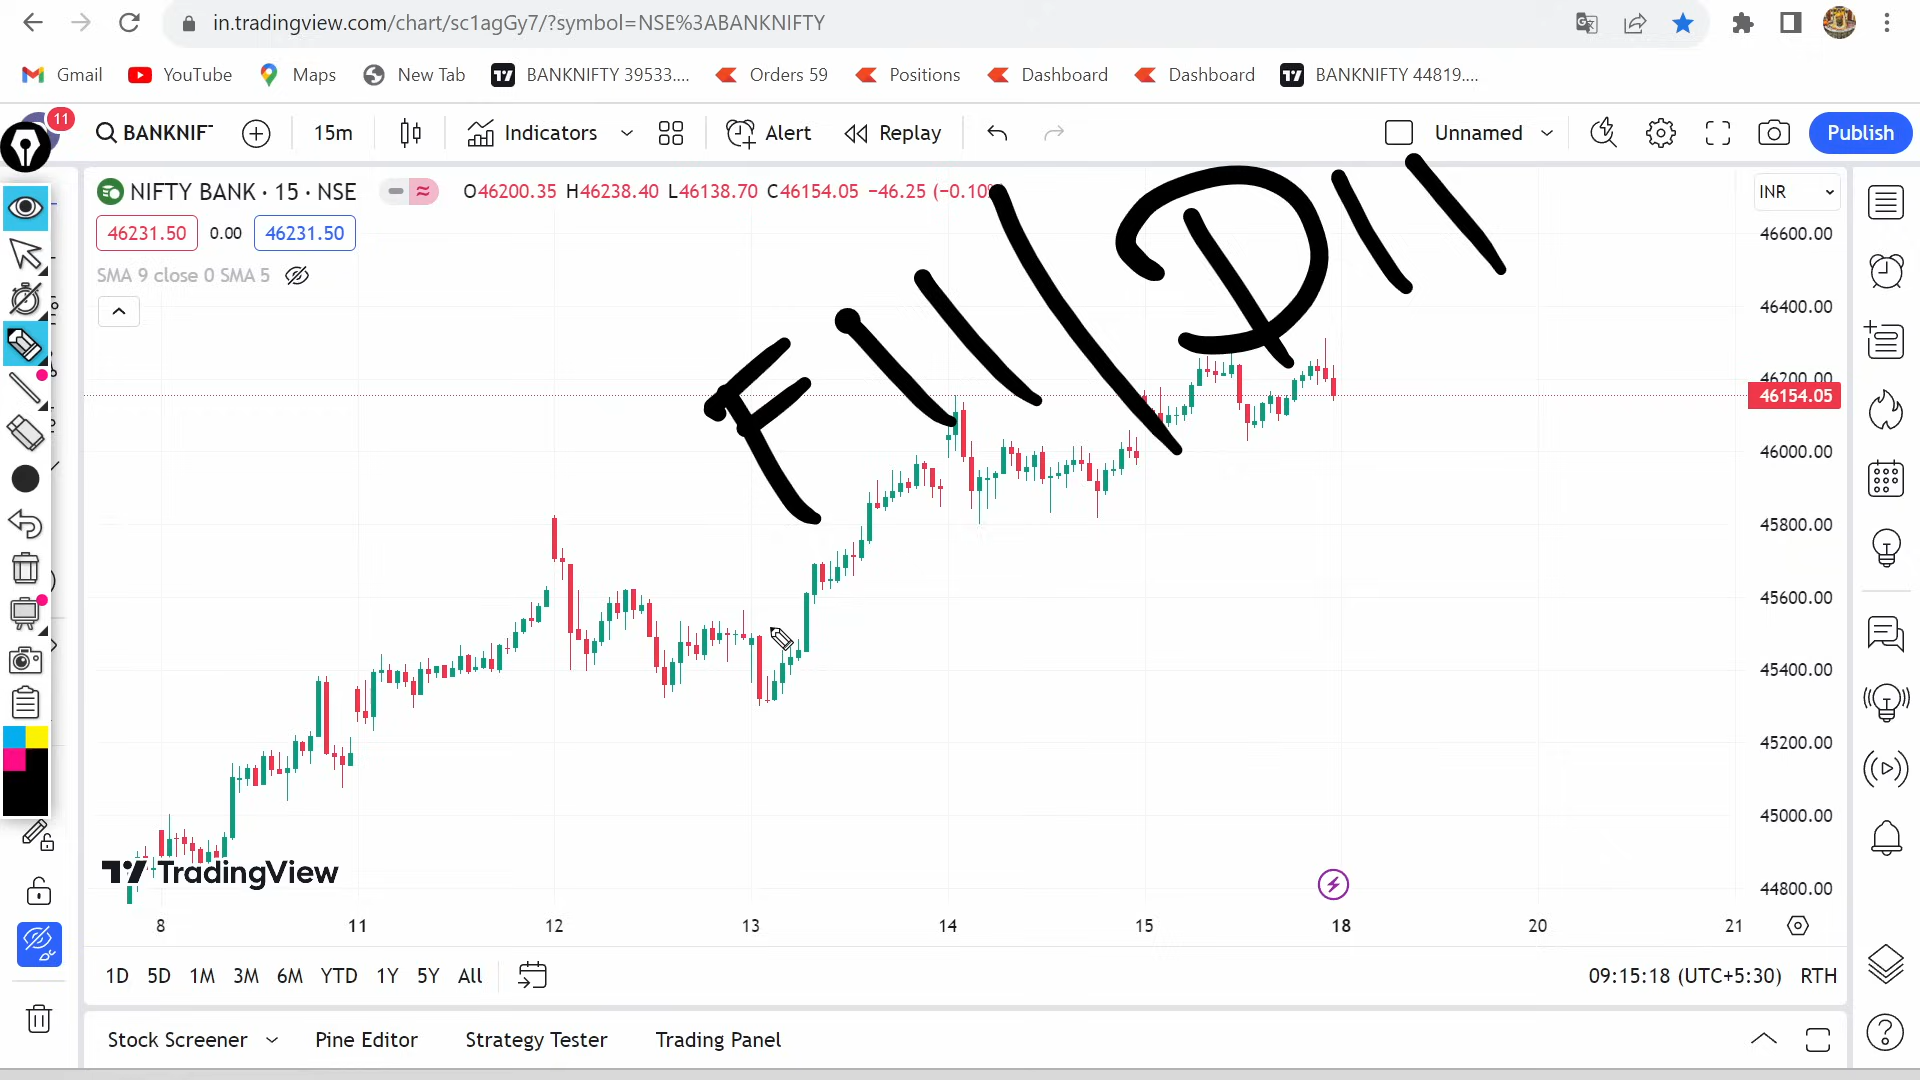 in.tradingview.com/chart/sc1agGy7/?symbol=NSE%3ABANKNIFTY
Gmail YouTube Maps New Tab BANKNIFTY 39533.... Orders 59 Positions Dashboard Dashboard BANKNIFTY 44819....
11 BANKNIF 15m Indicators Alert Replay Unnamed Publish
NIFTY BANK · 15 · NSE O46200.35 H46238.40 L46138.70 C46154.05 −46.25 (−0.10% INR
46231.50 0.00 46231.50
SMA 9 close 0 SMA 5
FII/DII
46600.00
46400.00
46200.00
46154.05
46000.00
45800.00
45600.00
45400.00
45200.00
45000.00
44800.00
TradingView
8 11 12 13 14 15 18 20 21
1D 5D 1M 3M 6M YTD 1Y 5Y All 09:15:18 (UTC+5:30) RTH
Stock Screener Pine Editor Strategy Tester Trading Panel